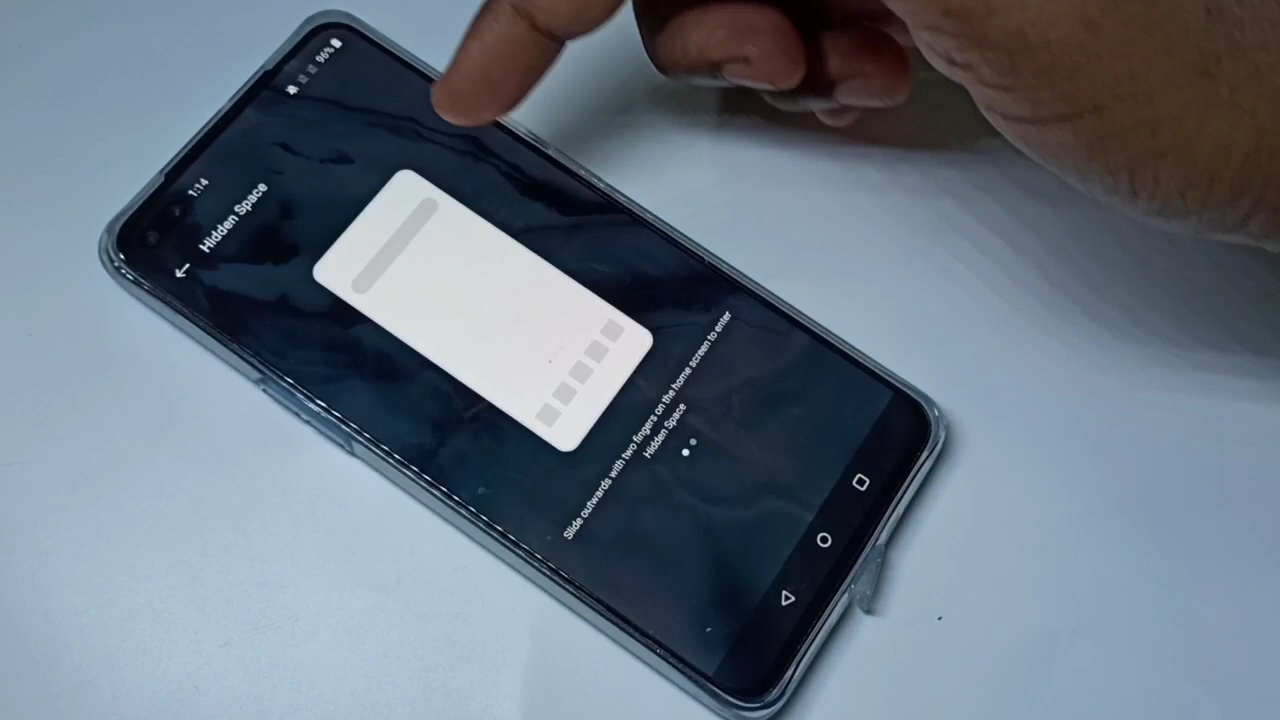 1:14
96%
Hidden Space
Slide outwards with two fingers on the home screen to enter
Hidden Space